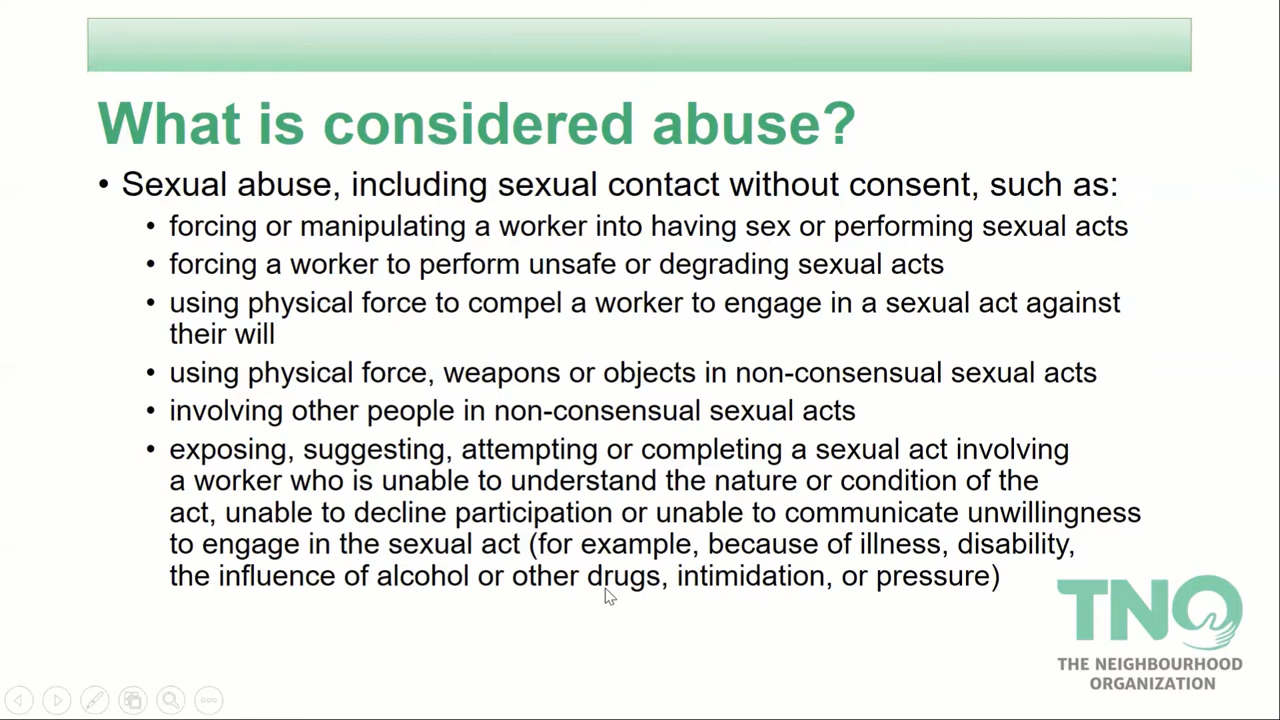 What is considered abuse?
• Sexual abuse, including sexual contact without consent, such as:
• forcing or manipulating a worker into having sex or performing sexual acts
• forcing a worker to perform unsafe or degrading sexual acts
• using physical force to compel a worker to engage in a sexual act against
their will
• using physical force, weapons or objects in non-consensual sexual acts
• involving other people in non-consensual sexual acts
• exposing, suggesting, attempting or completing a sexual act involving
a worker who is unable to understand the nature or condition of the
act, unable to decline participation or unable to communicate unwillingness
to engage in the sexual act (for example, because of illness, disability,
the influence of alcohol or other drugs, intimidation, or pressure)
TNO
THE NEIGHBOURHOOD
ORGANIZATION